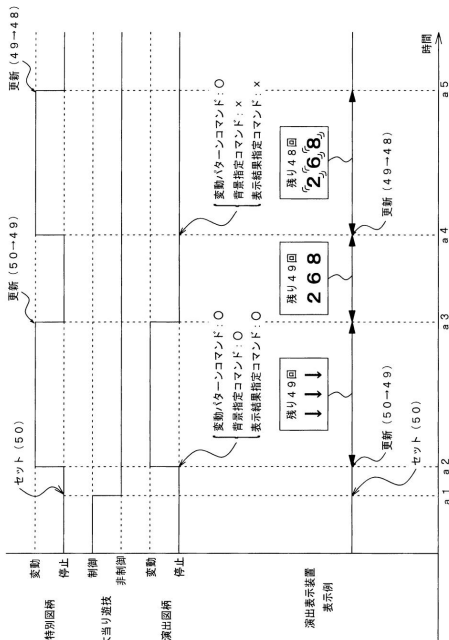 特別図柄
変動
停止
セット（50）
更新（50→49）
更新（49→48）
大当り遊技
制御
非制御
演出図柄
変動
停止
変動パターンコマンド：○
背景指定コマンド：○
表示結果指定コマンド：○
変動パターンコマンド：○
背景指定コマンド：×
表示結果指定コマンド：×
演出表示装置
表示例
残り49回
↓ ↓ ↓
残り49回
268
残り48回
268
セット（50）
更新（50→49）
更新（49→48）
a1
a2
a3
a4
a5
時間